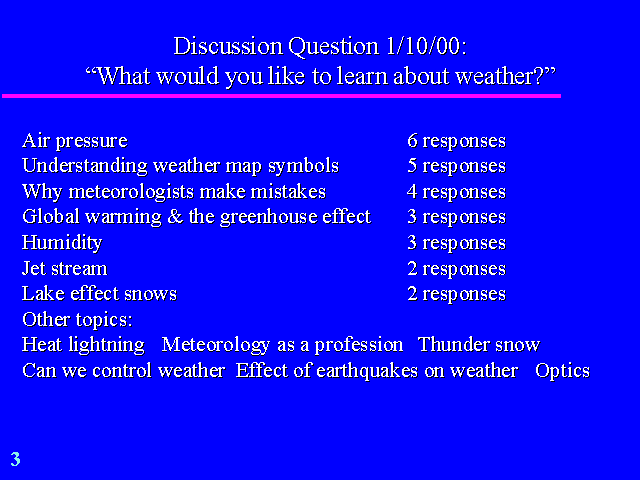 Discussion Question 1/10/00:
“What would you like to learn about weather?”
Air pressure 6 responses
Understanding weather map symbols 5 responses
Why meteorologists make mistakes 4 responses
Global warming & the greenhouse effect 3 responses
Humidity 3 responses
Jet stream 2 responses
Lake effect snows 2 responses
Other topics:
Heat lightning Meteorology as a profession Thunder snow
Can we control weather Effect of earthquakes on weather Optics
3